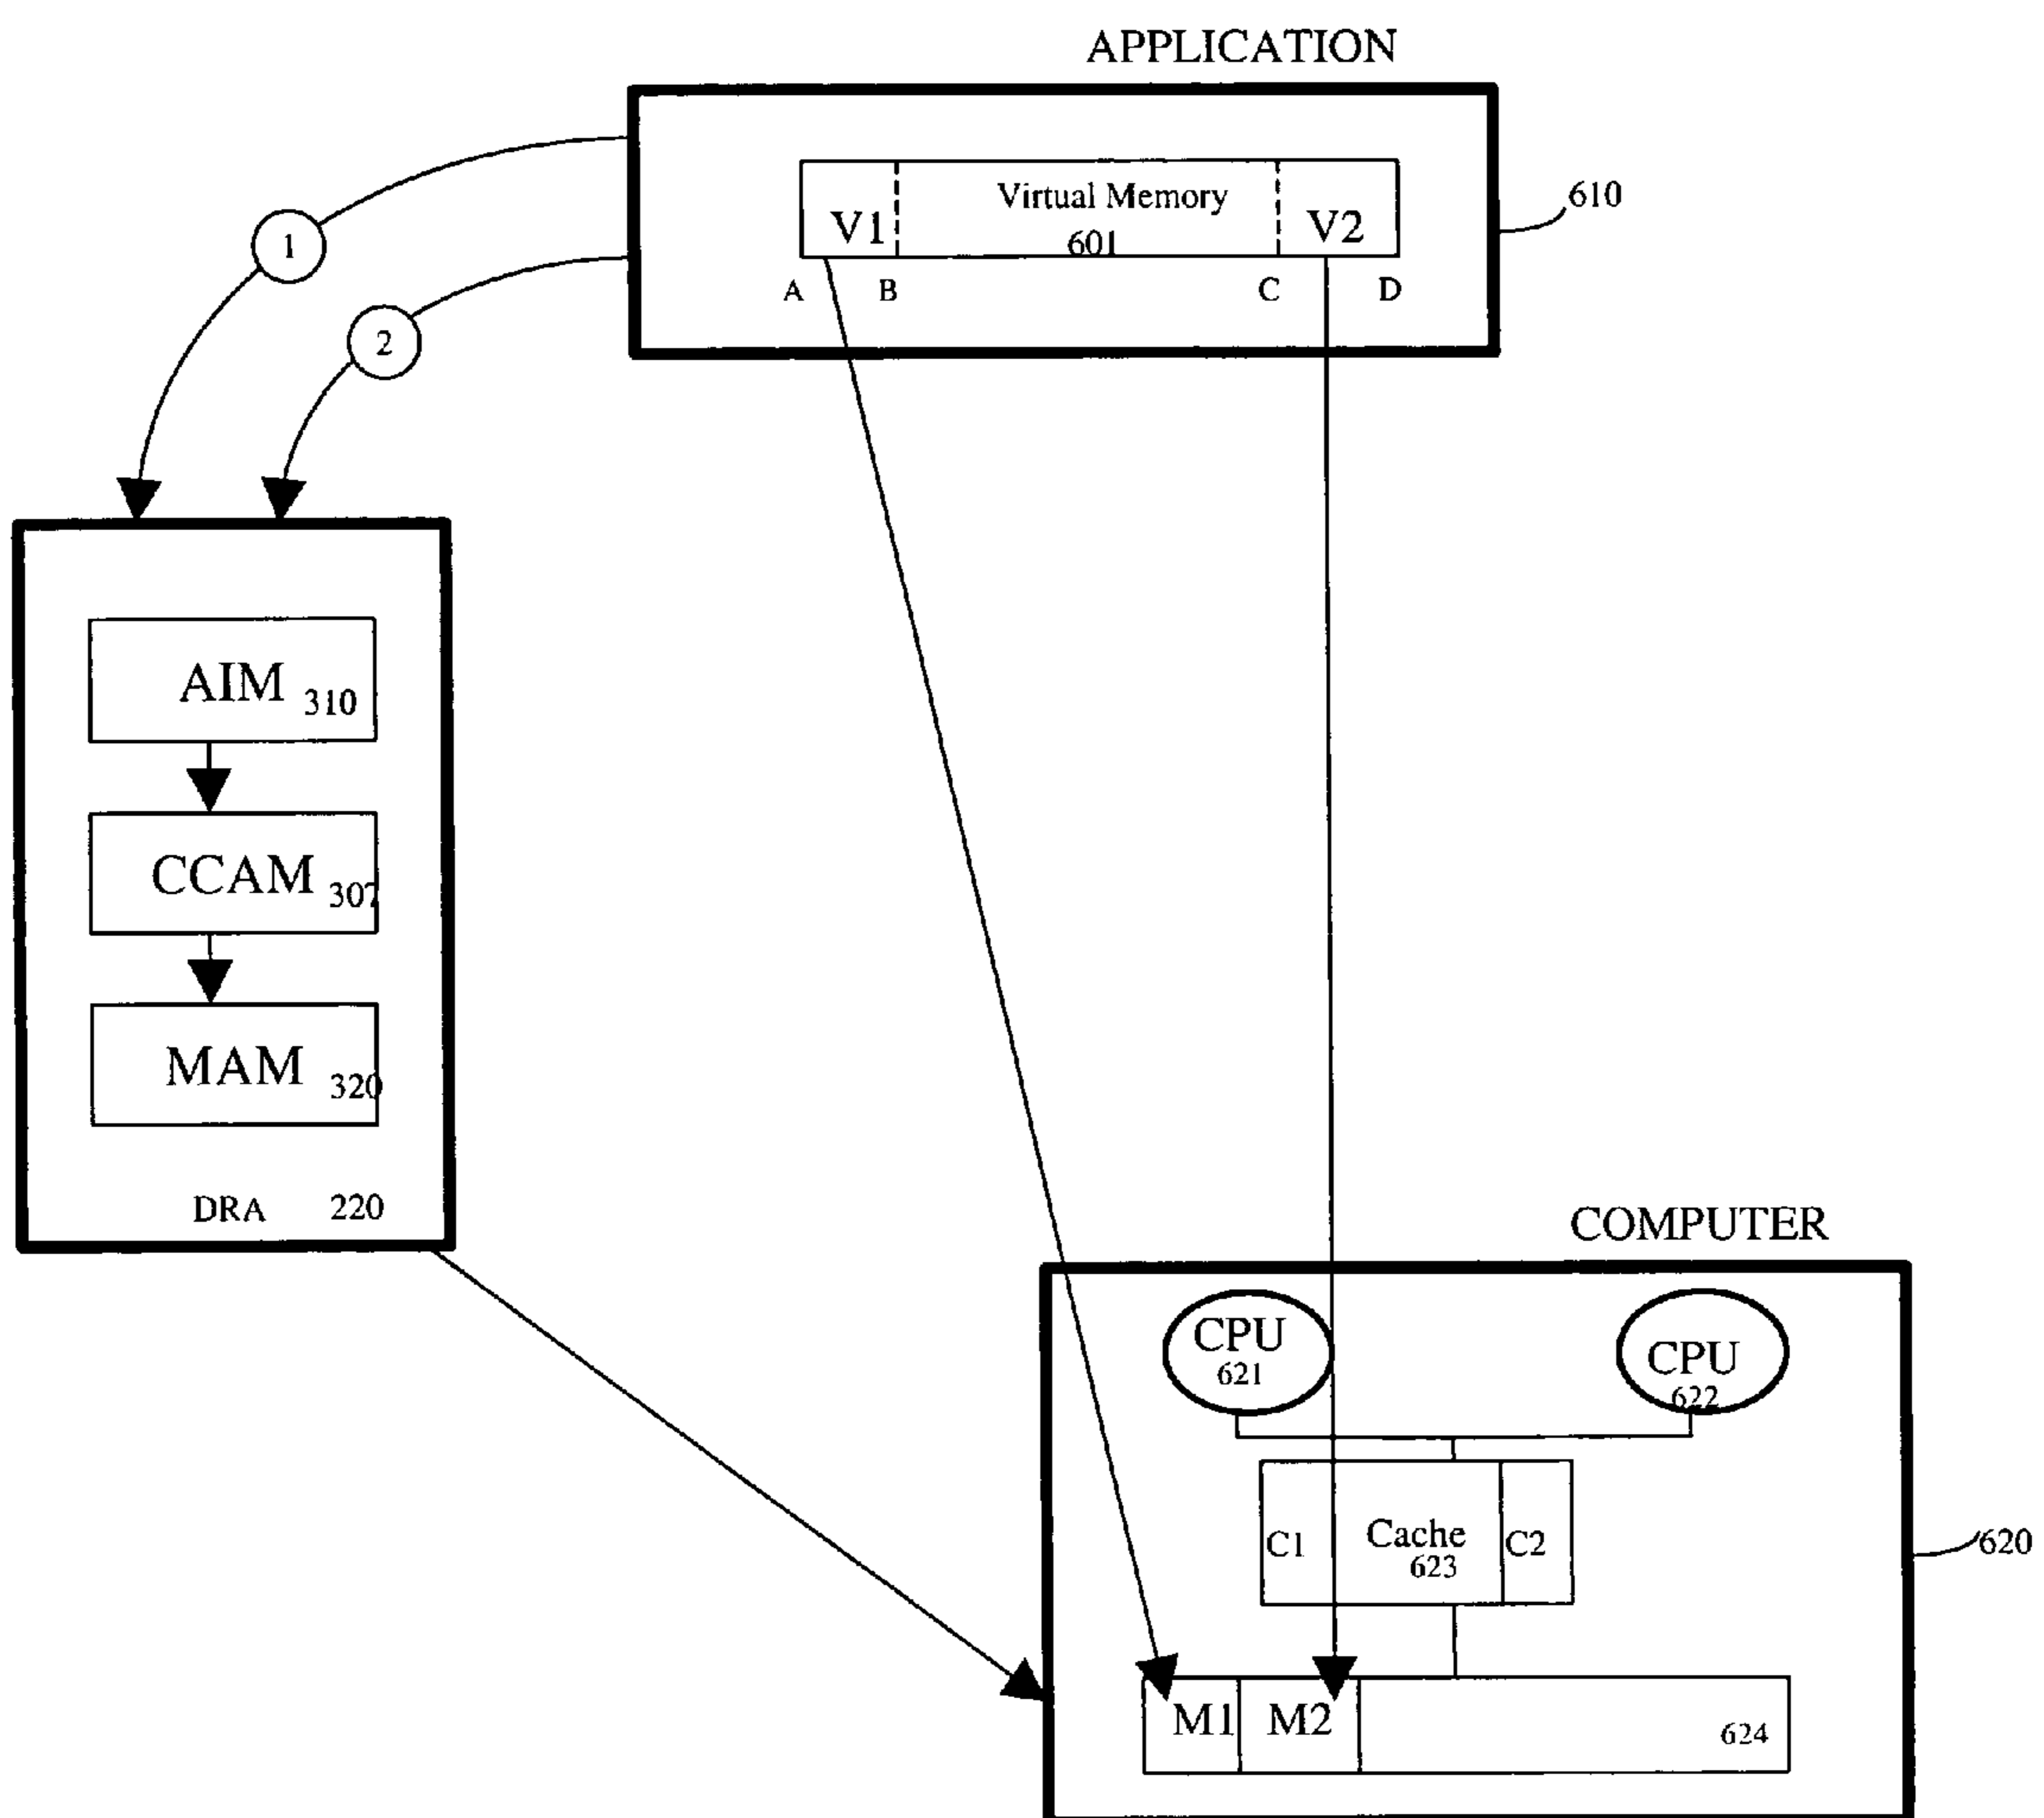 APPLICATION
Virtual Memory
V1
601
V2
610
A B C D
1
2
AIM 310
CCAM 307
MAM 320
DRA 220
COMPUTER
CPU
621
CPU
622
C1
Cache
623
C2
620
M1
M2
624